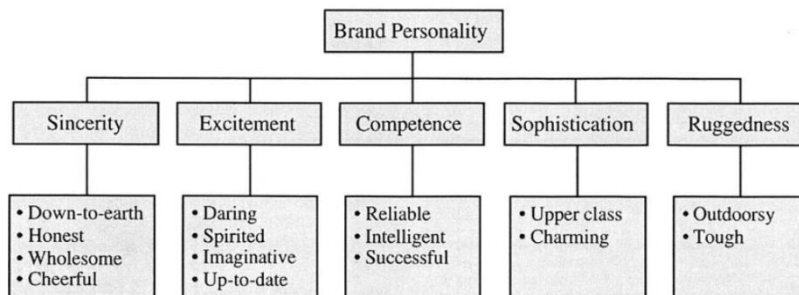 Brand Personality
Sincerity
Excitement
Competence
Sophistication
Ruggedness
• Down-to-earth
• Honest
• Wholesome
• Cheerful
• Daring
• Spirited
• Imaginative
• Up-to-date
• Reliable
• Intelligent
• Successful
• Upper class
• Charming
• Outdoorsy
• Tough